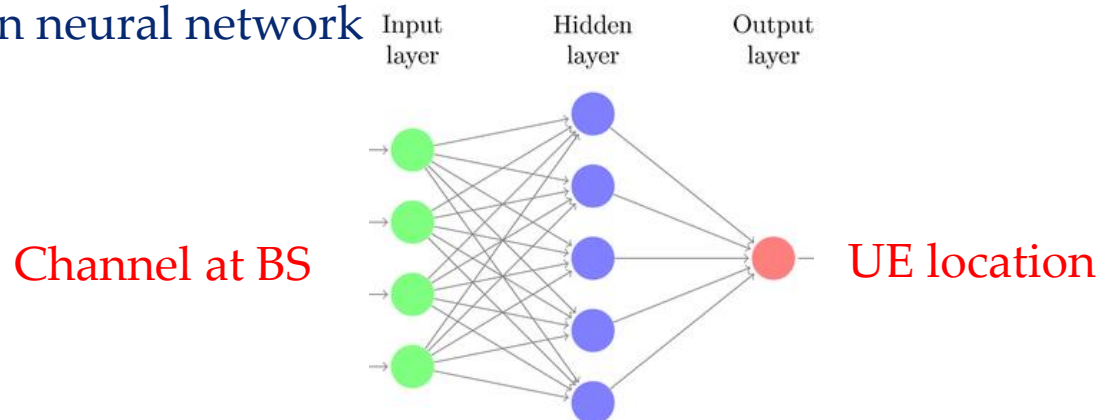 n neural network
Input
layer
Hidden
layer
Output
layer
Channel at BS
UE location